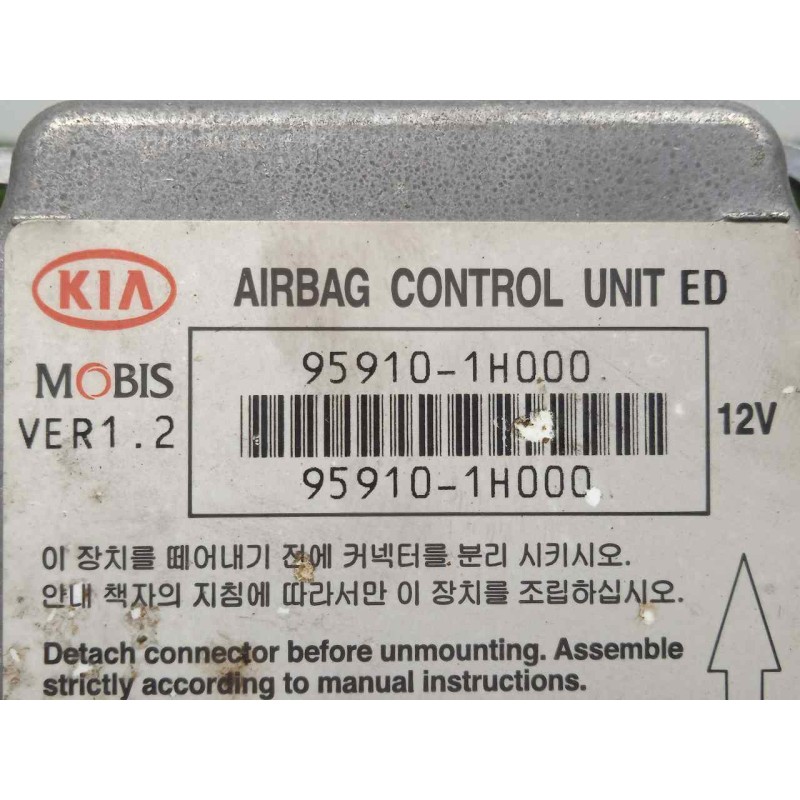 KIA AIRBAG CONTROL UNIT ED
MOBIS
VER1.2
95910-1H000
12V
95910-1H000
이 장치를 떼어내기 전에 커넥터를 분리 시키시오.
안내 책자의 지침에 따라서만 이 장치를 조립하십시오.
Detach connector before unmounting. Assemble
strictly according to manual instructions.